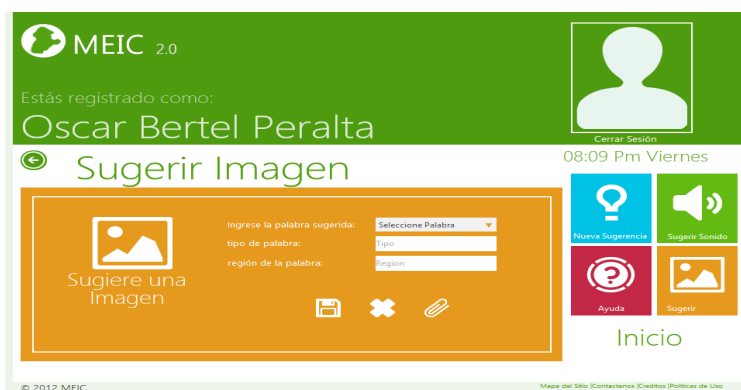 MEIC 2.0
Estás registrado como:
Oscar Bertel Peralta
Cerrar Sesión
Sugerir Imagen
08:09 Pm Viernes
Ingrese la palabra sugerida:
Seleccione Palabra
tipo de palabra:
Tipo
región de la palabra:
Region
Sugiere una
Imagen
Nueva Sugerencia
Sugerir Sonido
Ayuda
Sugerir
Inicio
© 2012 MEIC
Mapa del Sitio |Contactenos |Creditos |Politicas de Uso